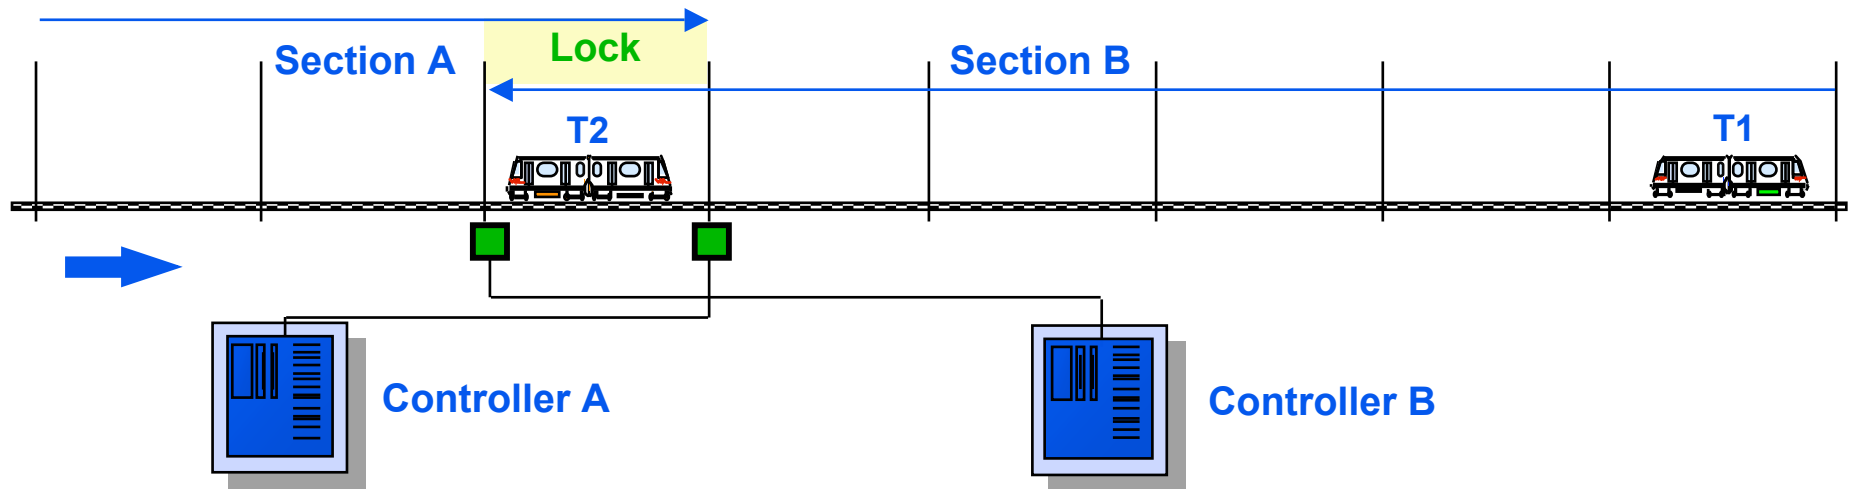 Lock
Section A
Section B
T2
T1
Controller A
Controller B